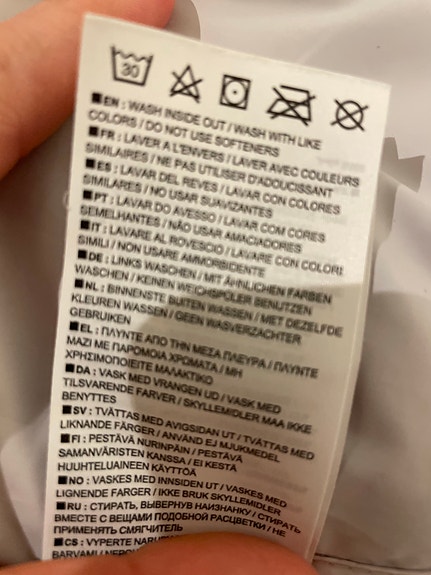 30
■EN : WASH INSIDE OUT / WASH WITH LIKE
COLORS / DO NOT USE SOFTENERS
■FR : LAVER A L'ENVERS / LAVER AVEC COULEURS
SIMILAIRES / NE PAS UTILISER D'ADOUCISSANT
■ES : LAVAR DEL REVES / LAVAR CON COLORES
SIMILARES / NO USAR SUAVIZANTES
■PT : LAVAR DO AVESSO / LAVAR COM CORES
SEMELHANTES / NÃO USAR AMACIADORES
■IT : LAVARE AL ROVESCIO / LAVARE CON COLORI
SIMILI / NON USARE AMMORBIDENTE
■DE : LINKS WASCHEN / MIT ÄHNLICHEN FARBEN
WASCHEN / KEINEN WEICHSPÜLER BENUTZEN
■NL : BINNENSTE BUITEN WASSEN / MET DEZELFDE
KLEUREN WASSEN / GEEN WASVERZACHTER
GEBRUIKEN
■EL : ΠΛΥΝΤΕ ΑΠΟ ΤΗΝ ΜΕΣΑ ΠΛΕΥΡΑ / ΠΛΥΝΤΕ
ΜΑΖΙ ΜΕ ΠΑΡΟΜΟΙΑ ΧΡΩΜΑΤΑ / ΜΗ
ΧΡΗΣΙΜΟΠΟΙΕΙΤΕ ΜΑΛΑΚΤΙΚΟ
■DA : VASK MED VRANGEN UD / VASK MED
TILSVARENDE FARVER / SKYLLEMIDLER MAA IKKE
BENYTTES
■SV : TVÄTTAS MED AVIGSIDAN UT / TVÄTTAS MED
LIKNANDE FÄRGER / ANVÄND EJ MJUKMEDEL
■FI : PESTÄVÄ NURINPÄIN / PESTÄVÄ
SAMANVÄRISTEN KANSSA / EI KESTÄ
HUUHTELUAINEEN KÄYTTÖÄ
■NO : VASKES MED INNSIDEN UT / VASKES MED
LIGNENDE FARGER / IKKE BRUK SKYLLEMIDDEL
■RU : СТИРАТЬ, ВЫВЕРНУВ НАИЗНАНКУ / СТИРАТЬ
ВМЕСТЕ С ВЕЩАМИ ПОДОБНОЙ РАСЦВЕТКИ / НЕ
ПРИМЕНЯТЬ СМЯГЧИТЕЛЬ
■CS : VYPERTE
BARVAMI